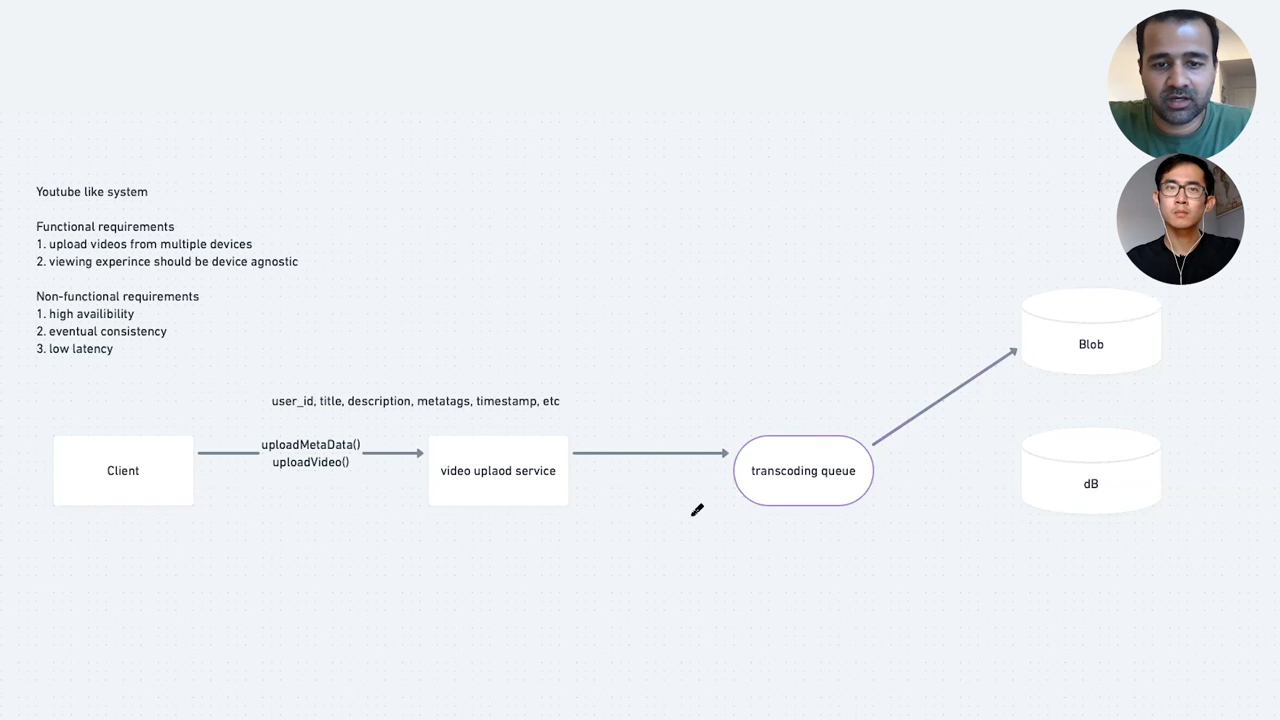 Youtube like system
Functional requirements
1. upload videos from multiple devices
2. viewing experince should be device agnostic
Non-functional requirements
1. high availibility
2. eventual consistency
3. low latency
user_id, title, description, metatags, timestamp, etc
Client
uploadMetaData()
uploadVideo()
video uplaod service
transcoding queue
Blob
dB